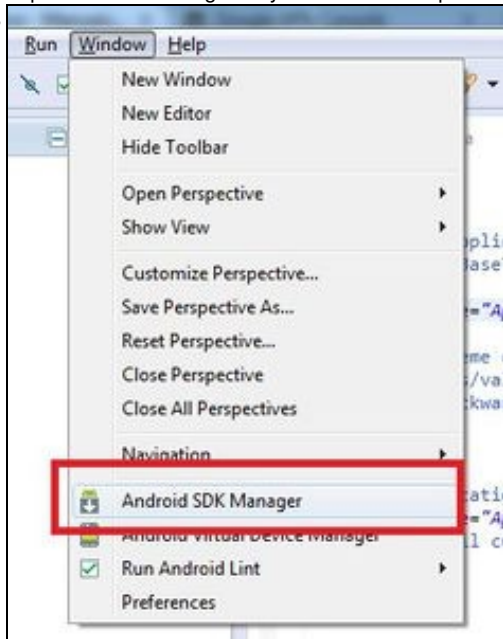 Run Window Help
New Window
New Editor
Hide Toolbar
Open Perspective
Show View
Customize Perspective...
Save Perspective As...
Reset Perspective...
Close Perspective
Close All Perspectives
Navigation
Android SDK Manager
Android Virtual Device Manager
Run Android Lint
Preferences